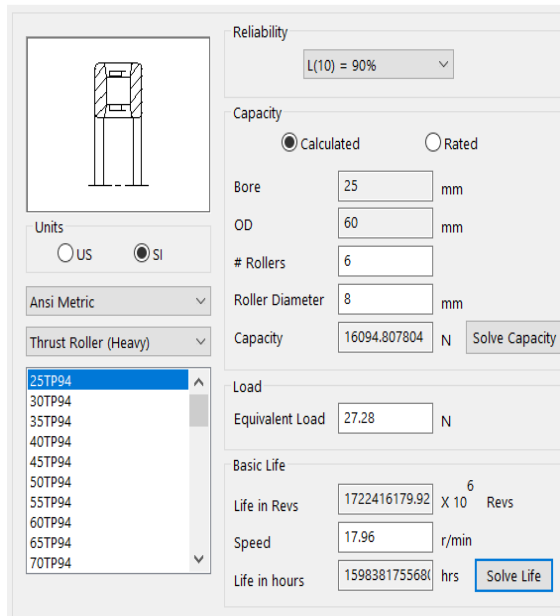 Reliability
L(10) = 90%
Capacity
Calculated Rated
Bore 25 mm
OD 60 mm
# Rollers 6
Roller Diameter 8 mm
Capacity 16094.807804 N Solve Capacity
Units
US SI
Ansi Metric
Thrust Roller (Heavy)
25TP94
30TP94
35TP94
40TP94
45TP94
50TP94
55TP94
60TP94
65TP94
70TP94
Load
Equivalent Load 27.28 N
Basic Life
Life in Revs 1722416179.92 X 10 6 Revs
Speed 17.96 r/min
Life in hours 159838175568( hrs Solve Life